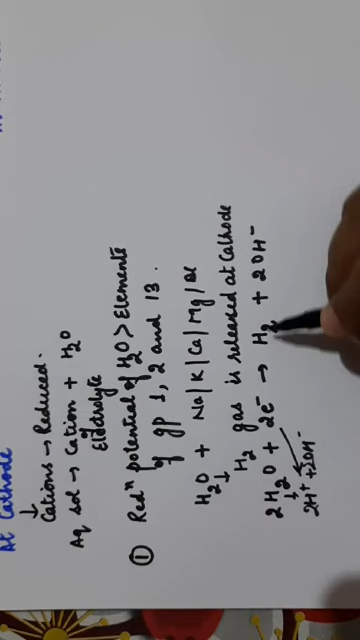 At Cathode
↓
Cations → Reduced.
Aq sol → Cation + H2O
of
Electrolyte
① Redⁿ potential of H2O > Elements
of gp 1, 2 and 13.
H2O + Na/K/Ca/Mg/Al
↓
H2 gas is released at Cathode
2H2O + 2e⁻ → H2 + 2OH⁻
↓↓
2H⁺ + 2OH⁻